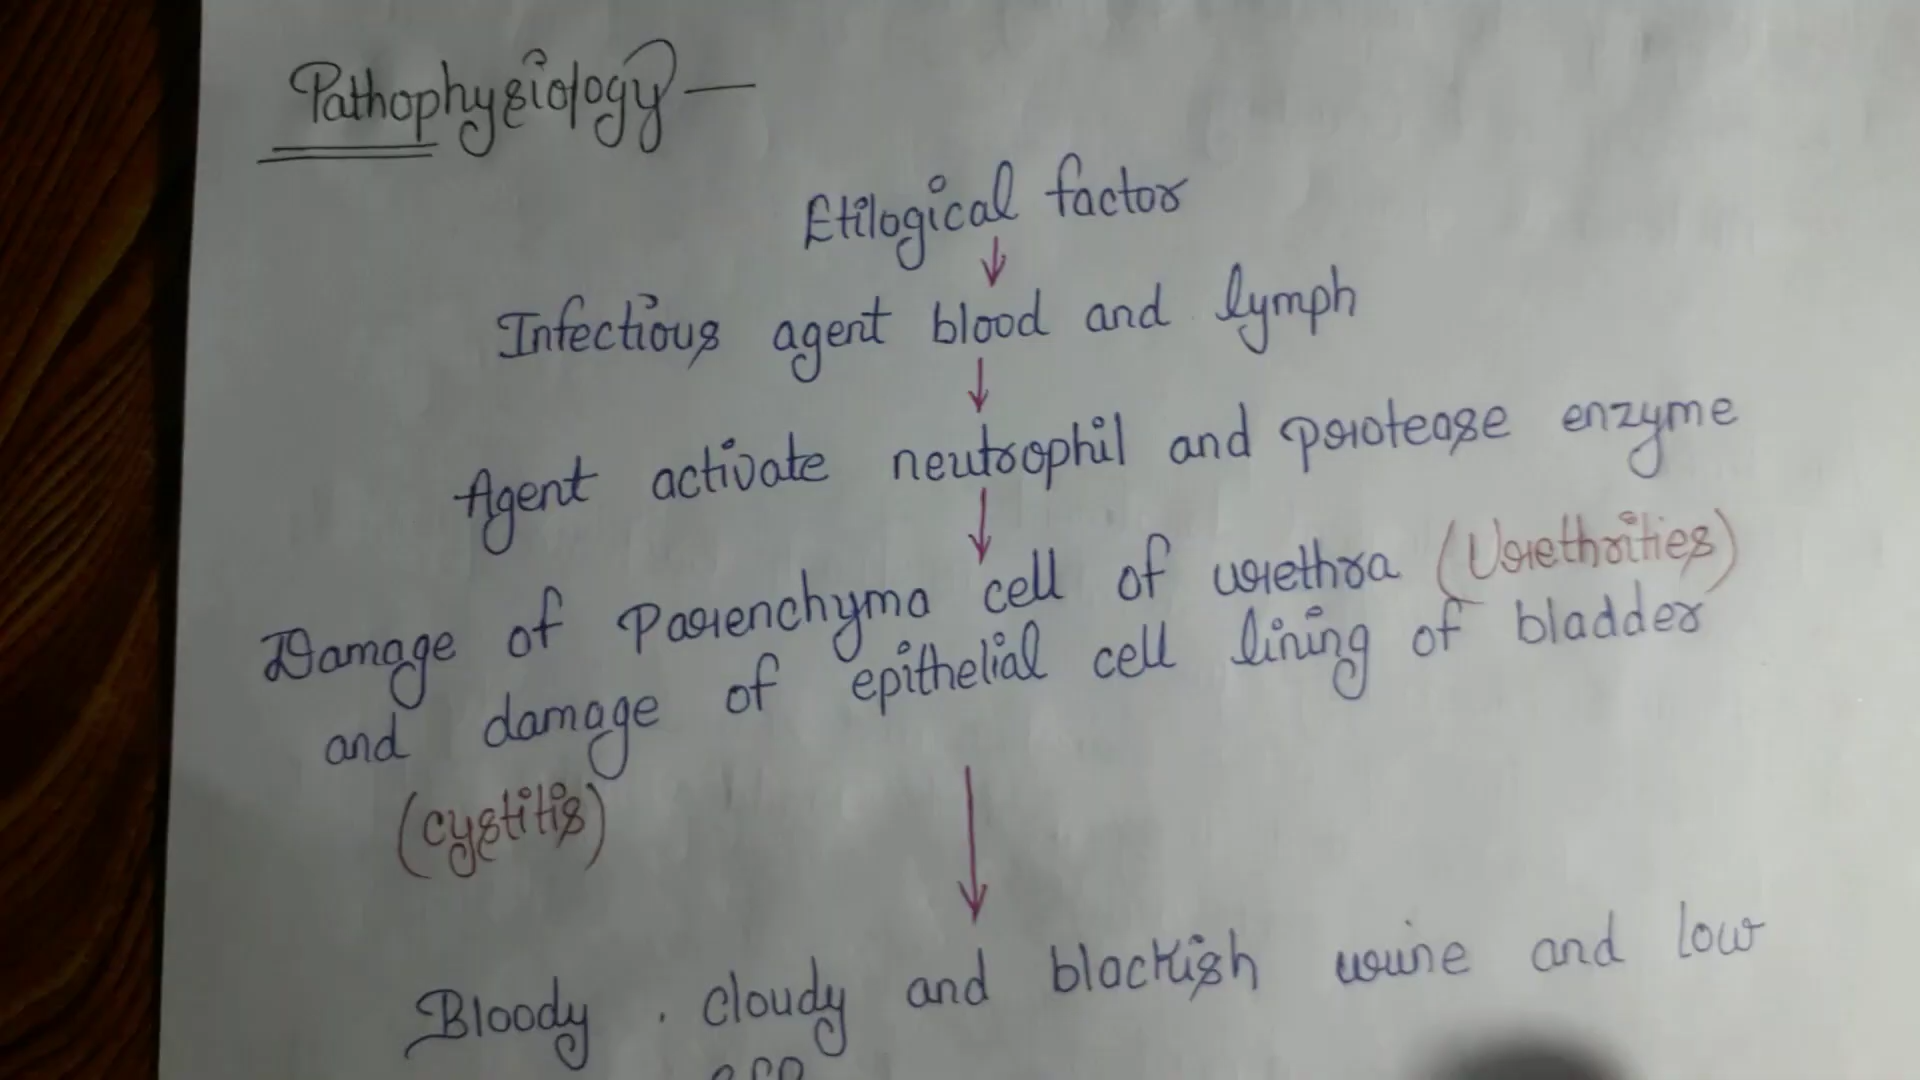 Pathophysiology —
Etilogical factor
↓
Infectious agent blood and lymph
↓
Agent activate neutrophil and protease enzyme
↓
Damage of Parenchyma cell of urethra (Urethrities)
and damage of epithelial cell lining of bladder
(cystitis)
↓
Bloody . cloudy and blackish urine and low